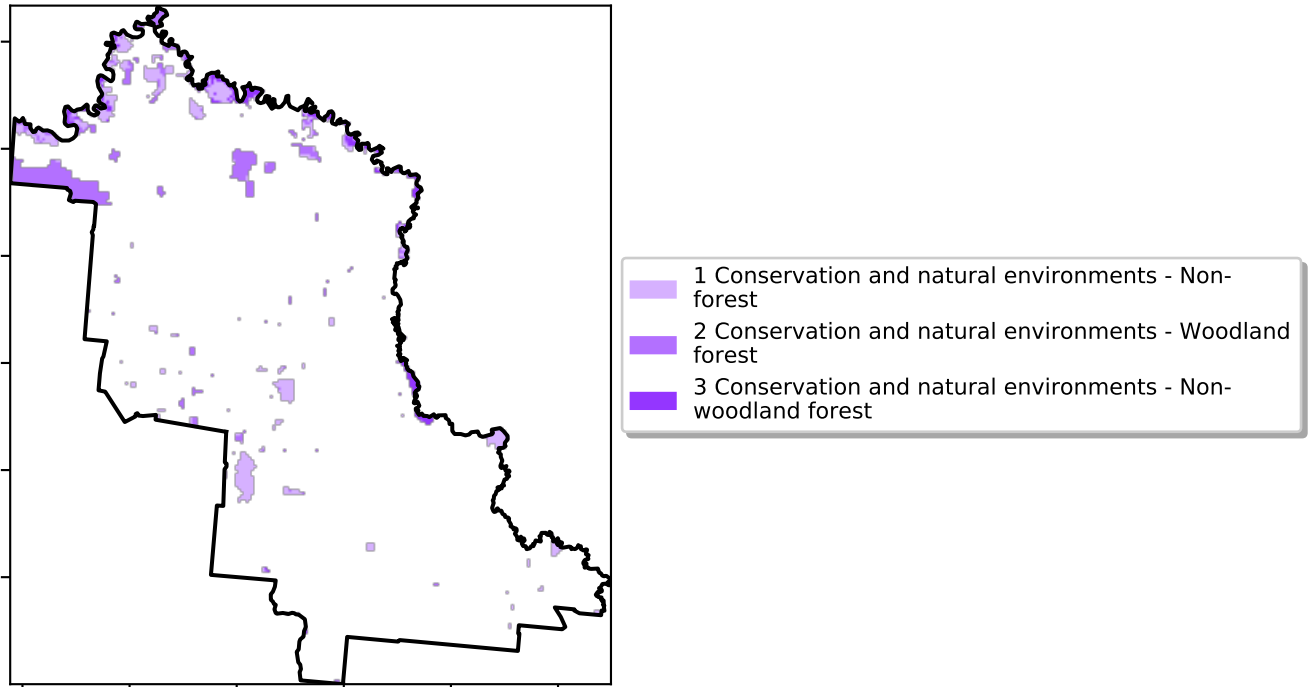 1 Conservation and natural environments - Non-
forest
2 Conservation and natural environments - Woodland
forest
3 Conservation and natural environments - Non-
woodland forest